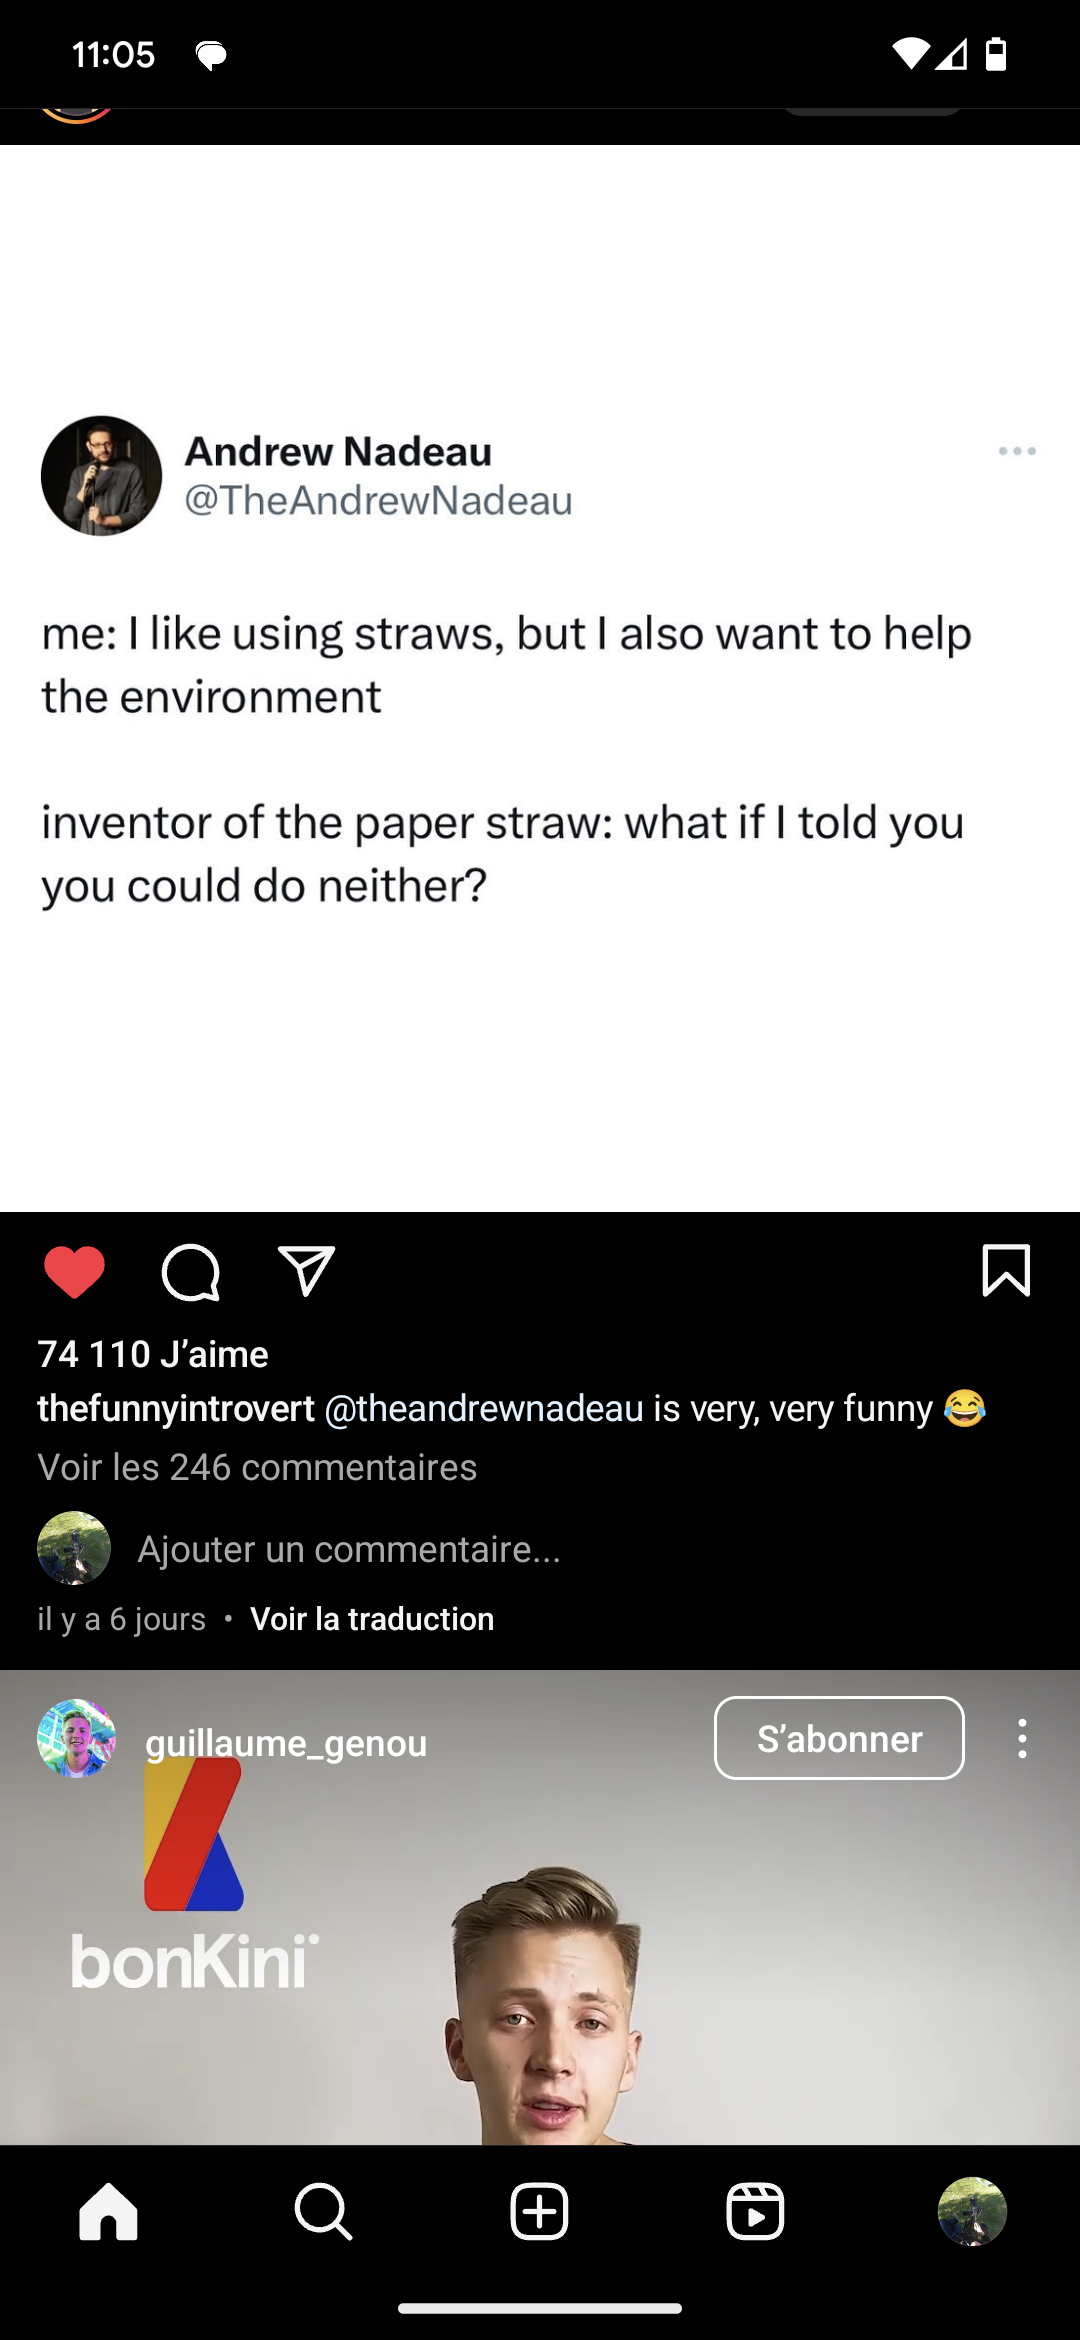 11:05
Andrew Nadeau
@TheAndrewNadeau
me: I like using straws, but I also want to help
the environment
inventor of the paper straw: what if I told you
you could do neither?
74 110 J’aime
thefunnyintrovert @theandrewnadeau is very, very funny 😂
Voir les 246 commentaires
Ajouter un commentaire...
il y a 6 jours • Voir la traduction
guillaume_genou
S’abonner
bonKini